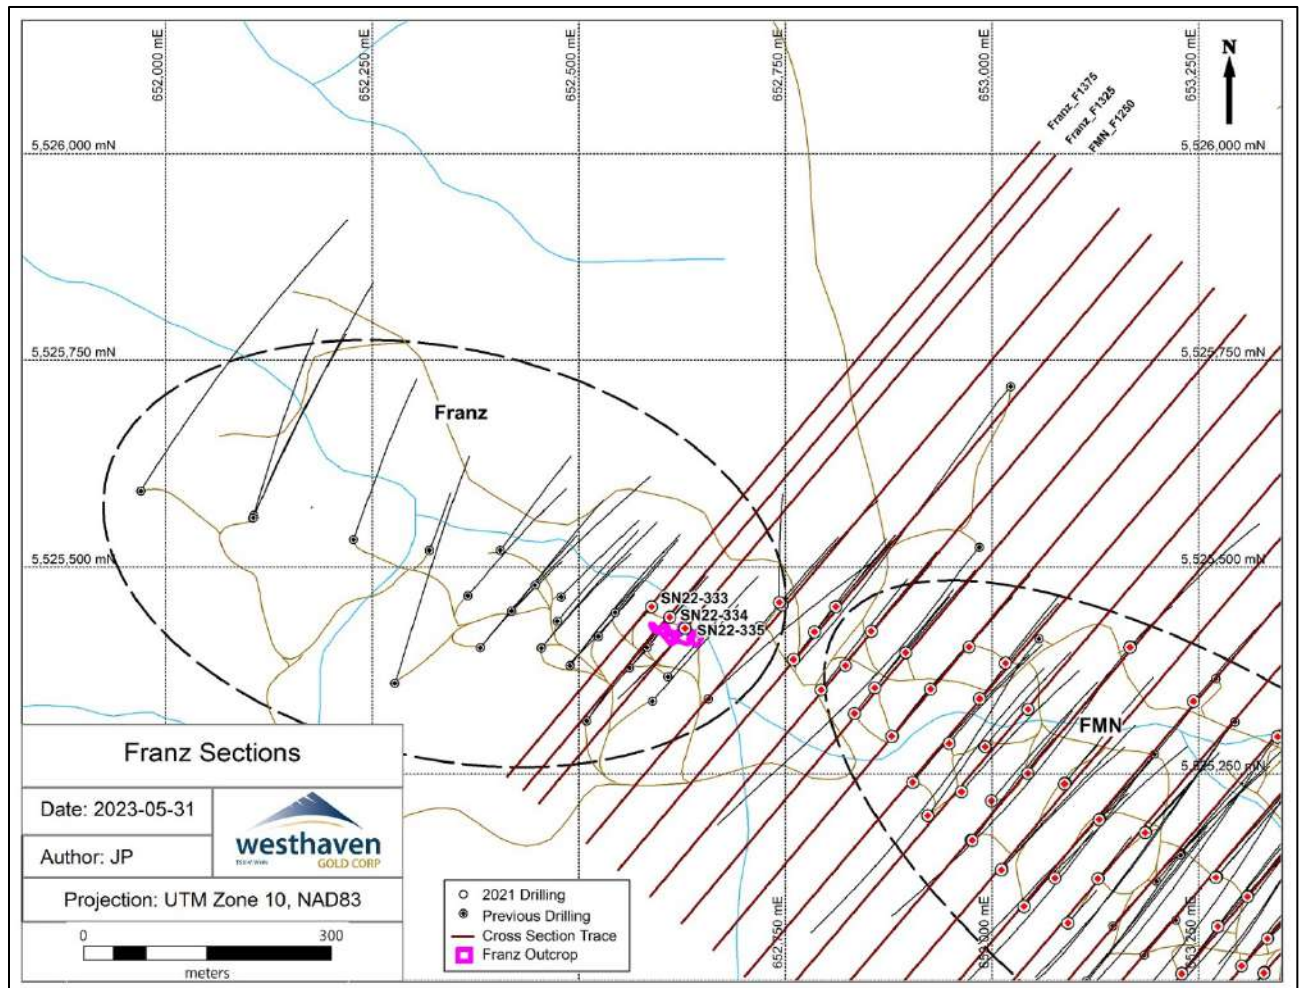 652,000 mE
652,250 mE
652,500 mE
652,750 mE
653,000 mE
653,250 mE
N
Franz_F1375
Franz_F1325
FMN_F1250
5,526,000 mN
5,526,000 mN
5,525,750 mN
5,525,750 mN
Franz
5,525,500 mN
5,525,500 mN
SN22-333
SN22-334
SN22-335
FMN
5,525,250 mN
Franz Sections
Date: 2023-05-31
Author: JP
westhaven
GOLD CORP
Projection: UTM Zone 10, NAD83
0 300
meters
2021 Drilling
Previous Drilling
Cross Section Trace
Franz Outcrop
652,750 mE
653,000 mE
653,250 mE